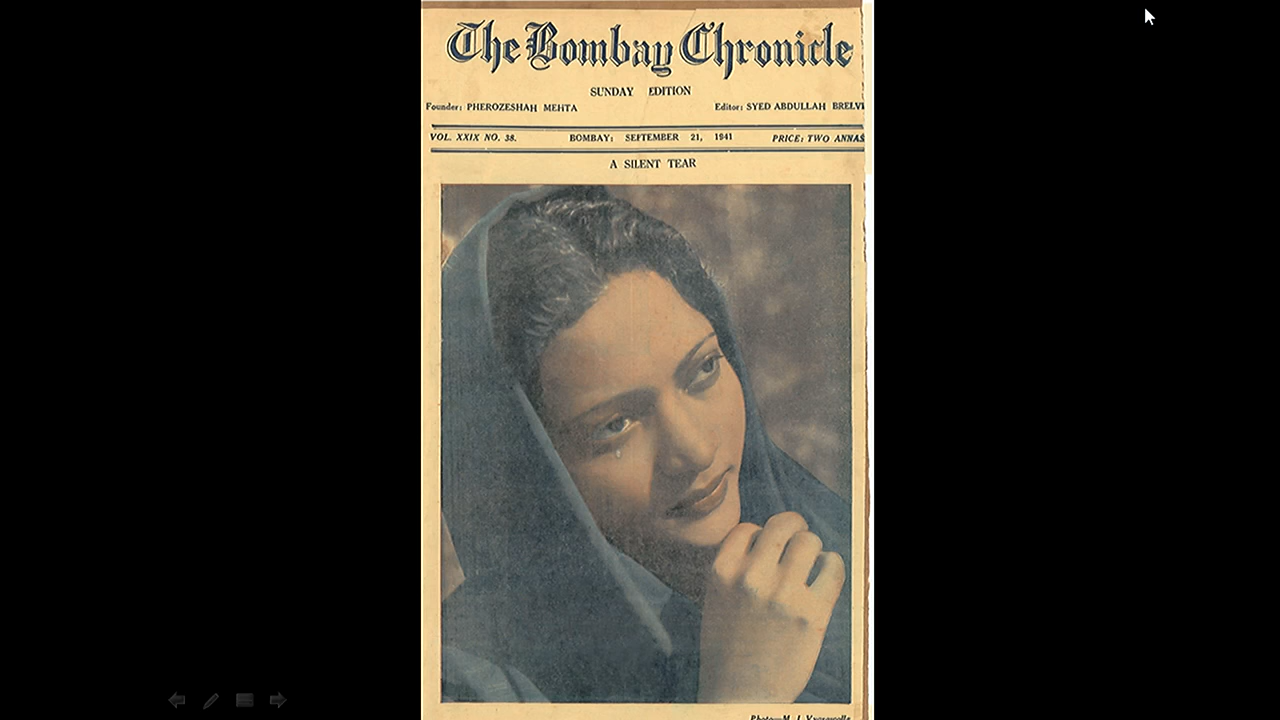 The Bombay Chronicle
SUNDAY EDITION
Founder: PHEROZESHAH MEHTA Editor: SYED ABDULLAH BRELVI
VOL. XXIX NO. 38. BOMBAY: SEPTEMBER 21, 1941 PRICE: TWO ANNAS
A SILENT TEAR
Photo—M. J.